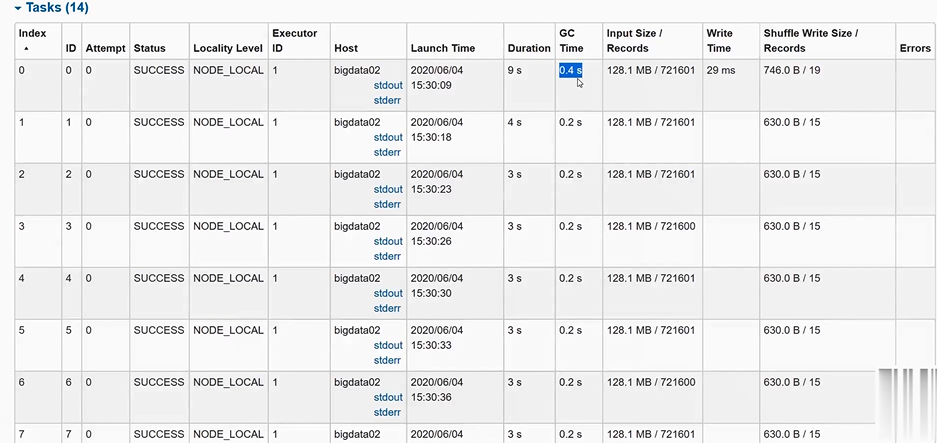 Tasks (14)
Index ID Attempt Status Locality Level Executor ID Host Launch Time Duration GC Time Input Size / Records Write Time Shuffle Write Size / Records Errors
0 0 0 SUCCESS NODE_LOCAL 1 bigdata02 2020/06/04 9 s 0.4 s 128.1 MB / 721601 29 ms 746.0 B / 19
stdout 15:30:09
stderr
1 1 0 SUCCESS NODE_LOCAL 1 bigdata02 2020/06/04 4 s 0.2 s 128.1 MB / 721601 630.0 B / 15
stdout 15:30:18
stderr
2 2 0 SUCCESS NODE_LOCAL 1 bigdata02 2020/06/04 3 s 0.2 s 128.1 MB / 721601 630.0 B / 15
stdout 15:30:23
stderr
3 3 0 SUCCESS NODE_LOCAL 1 bigdata02 2020/06/04 3 s 0.2 s 128.1 MB / 721600 630.0 B / 15
stdout 15:30:26
stderr
4 4 0 SUCCESS NODE_LOCAL 1 bigdata02 2020/06/04 3 s 0.2 s 128.1 MB / 721601 630.0 B / 15
stdout 15:30:30
stderr
5 5 0 SUCCESS NODE_LOCAL 1 bigdata02 2020/06/04 3 s 0.2 s 128.1 MB / 721601 630.0 B / 15
stdout 15:30:33
stderr
6 6 0 SUCCESS NODE_LOCAL 1 bigdata02 2020/06/04 3 s 0.2 s 128.1 MB / 721600 630.0 B / 15
stdout 15:30:36
stderr
7 7 0 SUCCESS NODE_LOCAL 1 bigdata02 2020/06/04 3 s 0.2 s 128.1 MB / 721601 630.0 B / 15